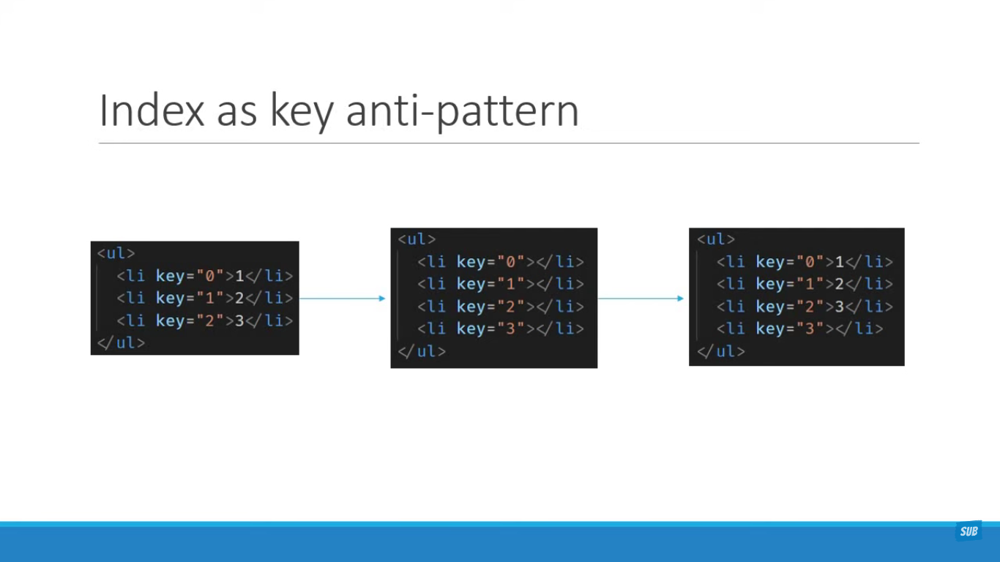 Index as key anti-pattern
<ul>
<li key="0">1</li>
<li key="1">2</li>
<li key="2">3</li>
</ul>
<ul>
<li key="0"></li>
<li key="1"></li>
<li key="2"></li>
<li key="3"></li>
</ul>
<ul>
<li key="0">1</li>
<li key="1">2</li>
<li key="2">3</li>
<li key="3"></li>
</ul>
SUB